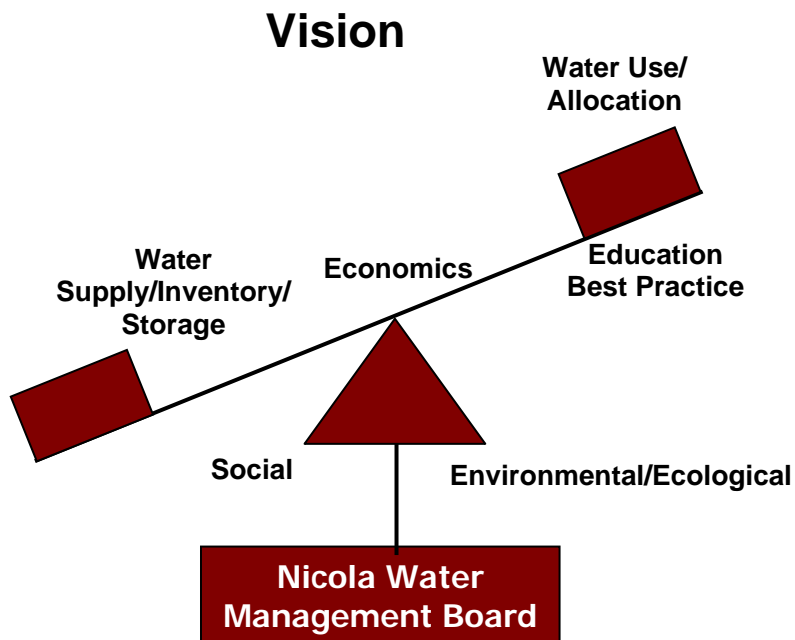 Vision
Water Use/
Allocation
Water
Supply/Inventory/
Storage
Economics
Education
Best Practice
Social
Environmental/Ecological
Nicola Water
Management Board